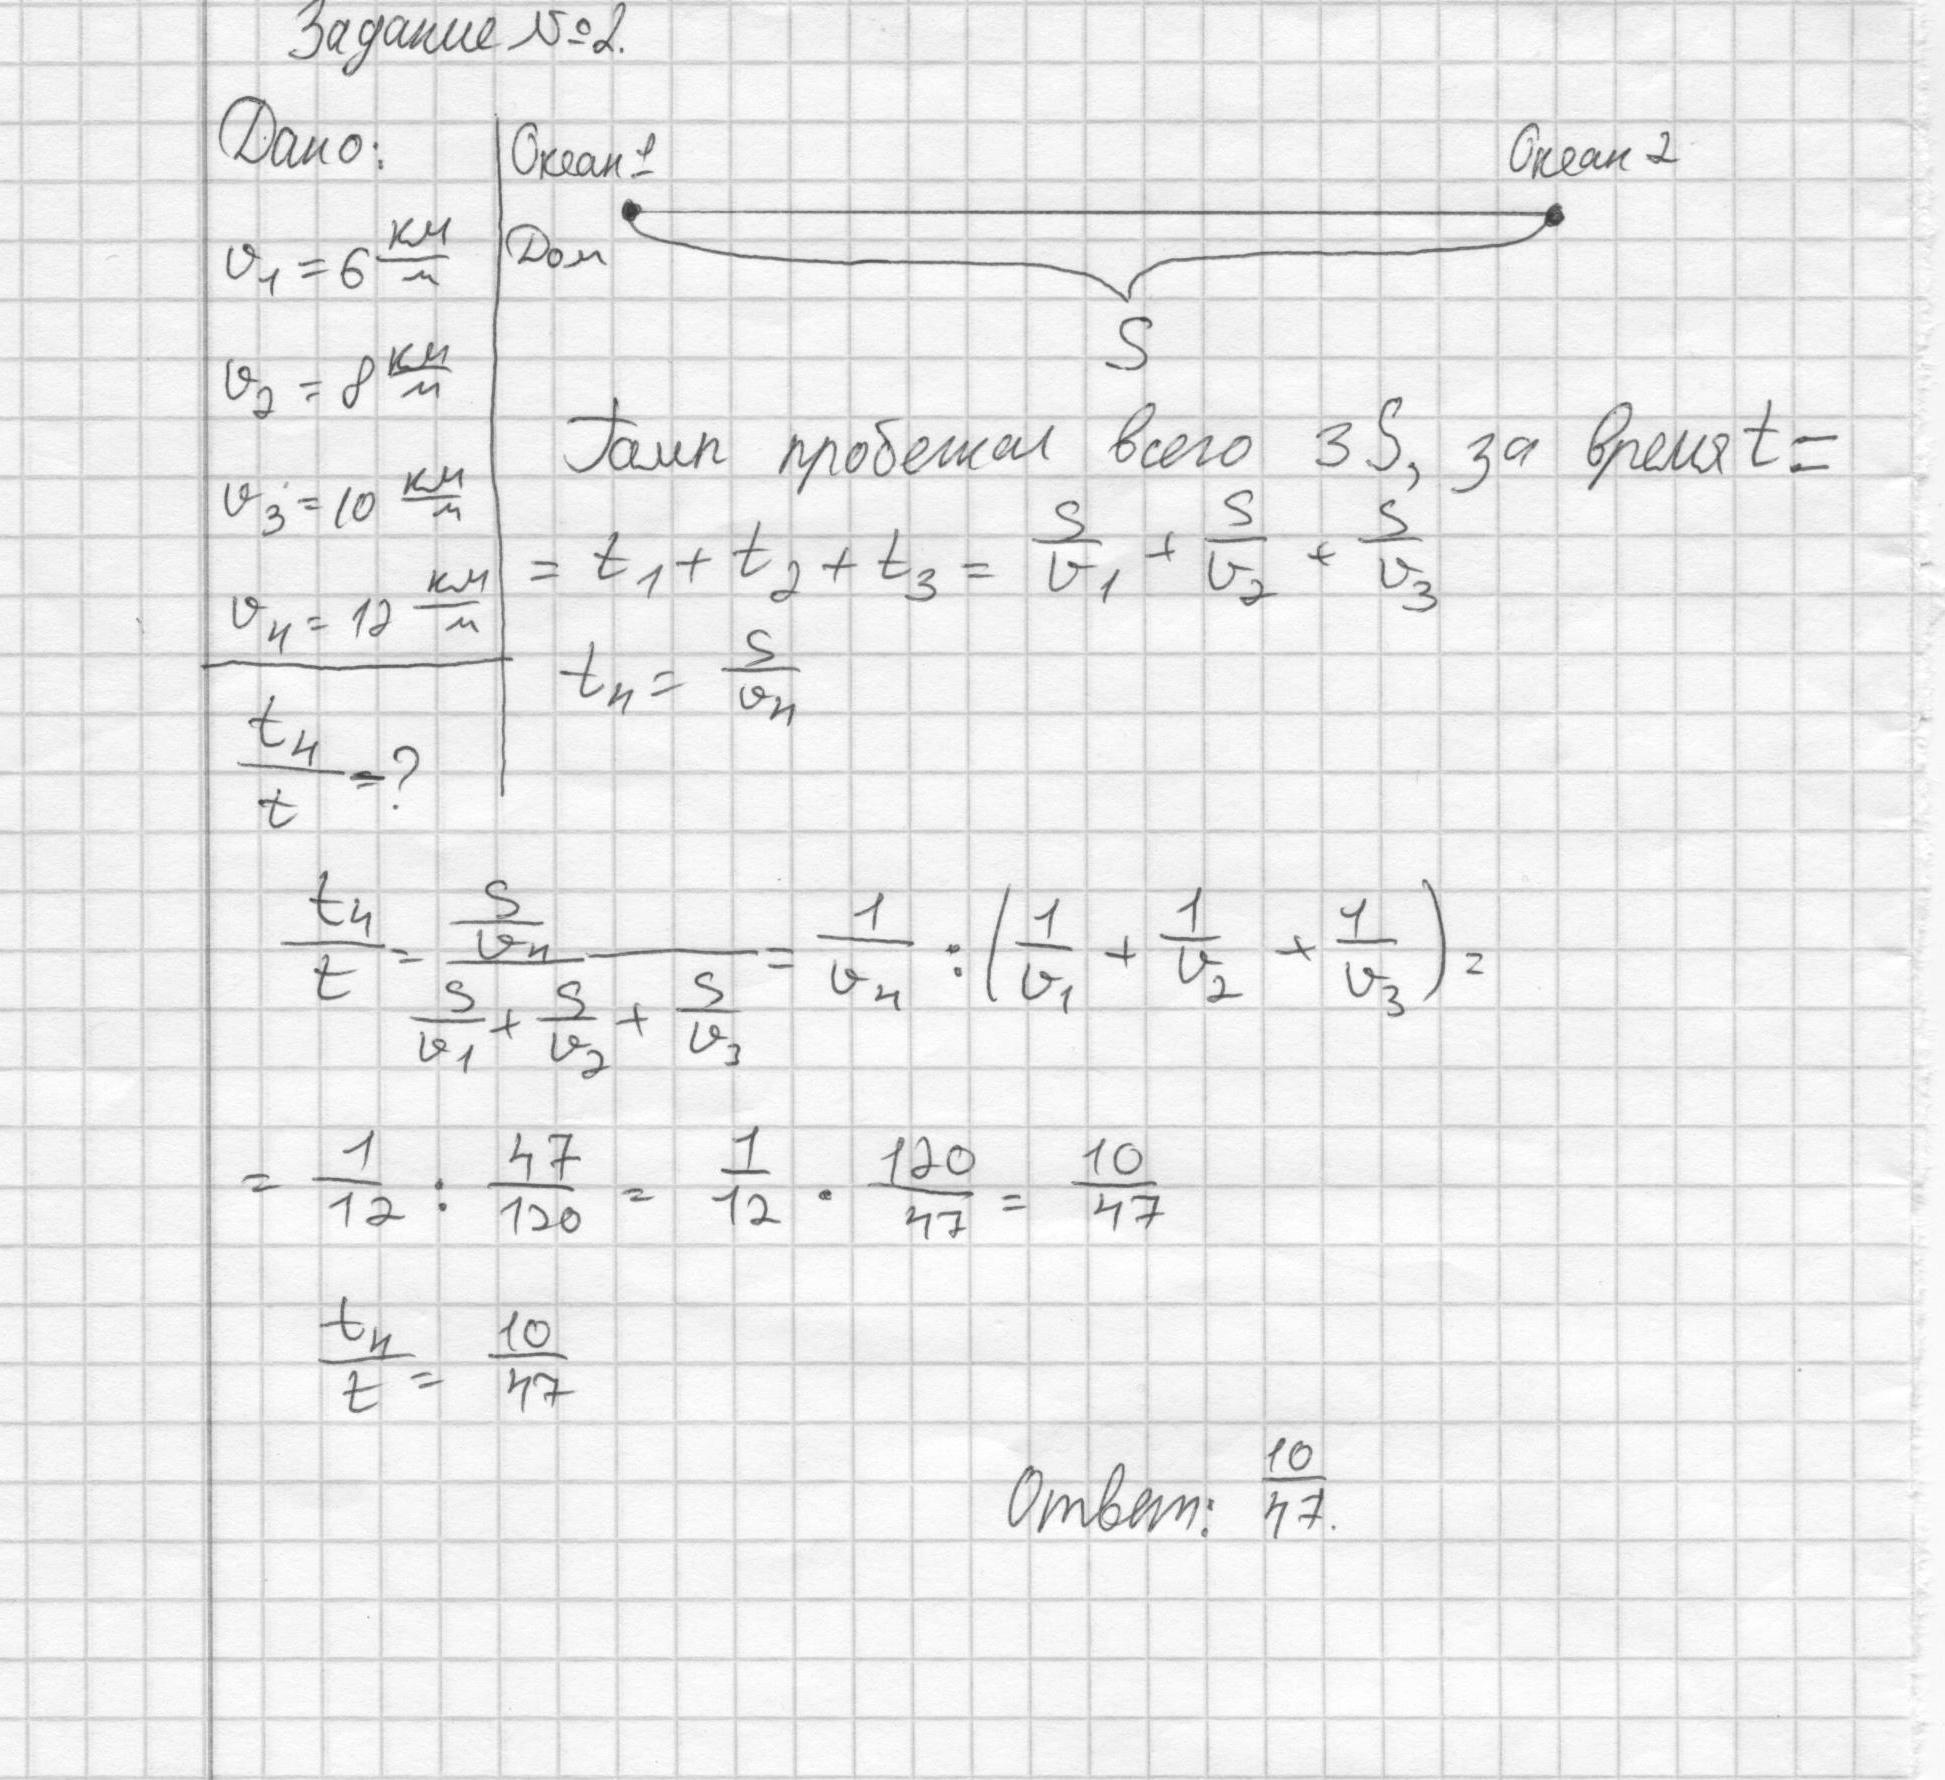 Задание №2.
Дано:
v₁ = 6 км/ч
v₂ = 8 км/ч
v₃ = 10 км/ч
v₄ = 12 км/ч
t₄/t = ?
Океан 1
Океан 2
Дом
S
Гамп пробежал всего 3S, за время t =
= t₁ + t₂ + t₃ = S/v₁ + S/v₂ + S/v₃
t₄ = S/v₄
t₄/t = (S/v₄)/(S/v₁ + S/v₂ + S/v₃) = 1/v₄ : (1/v₁ + 1/v₂ + 1/v₃) =
= 1/12 : 47/120 = 1/12 · 120/47 = 10/47
t₄/t = 10/47
Ответ: 10/47.